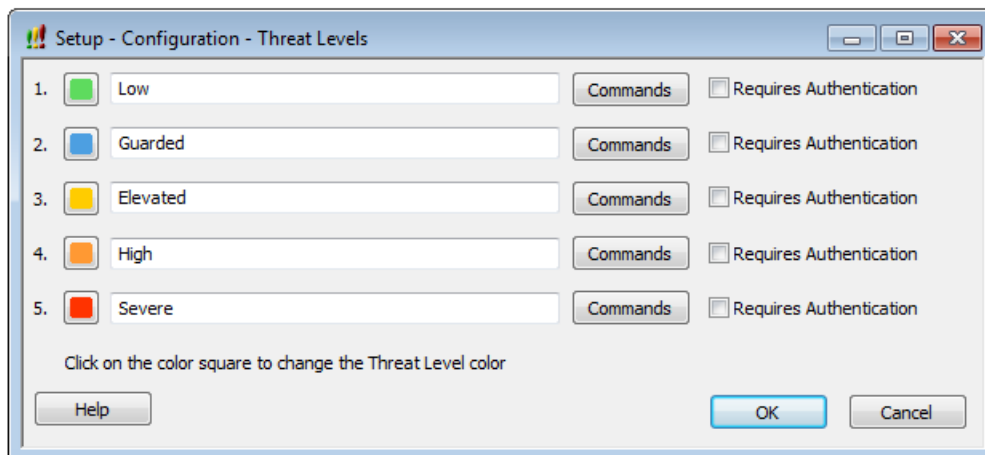 Setup - Configuration - Threat Levels
1. Low Commands Requires Authentication
2. Guarded Commands Requires Authentication
3. Elevated Commands Requires Authentication
4. High Commands Requires Authentication
5. Severe Commands Requires Authentication
Click on the color square to change the Threat Level color
Help OK Cancel